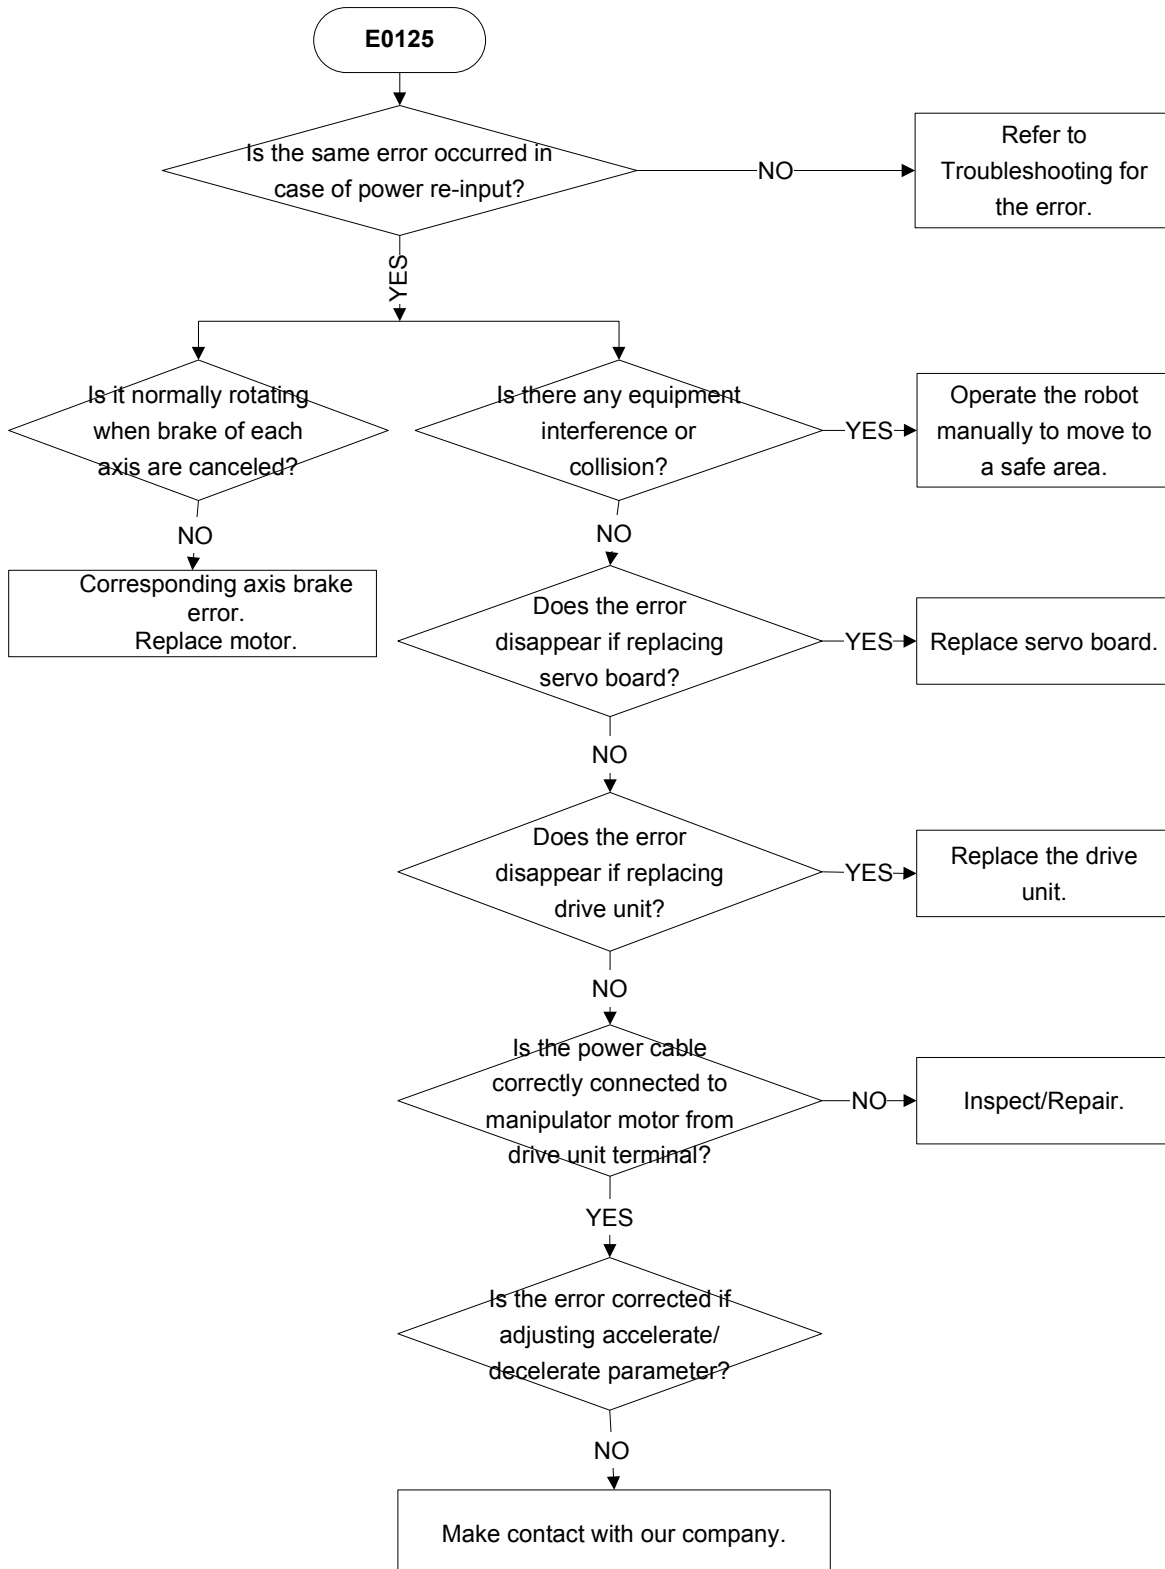 E0125
Is the same error occurred in
case of power re-input?
NO
Refer to
Troubleshooting for
the error.
YES
Is it normally rotating
when brake of each
axis are canceled?
Is there any equipment
interference or
collision?
YES
Operate the robot
manually to move to
a safe area.
NO
Corresponding axis brake
error.
Replace motor.
NO
Does the error
disappear if replacing
servo board?
YES
Replace servo board.
NO
Does the error
disappear if replacing
drive unit?
YES
Replace the drive
unit.
NO
Is the power cable
correctly connected to
manipulator motor from
drive unit terminal?
NO
Inspect/Repair.
YES
Is the error corrected if
adjusting accelerate/
decelerate parameter?
NO
Make contact with our company.